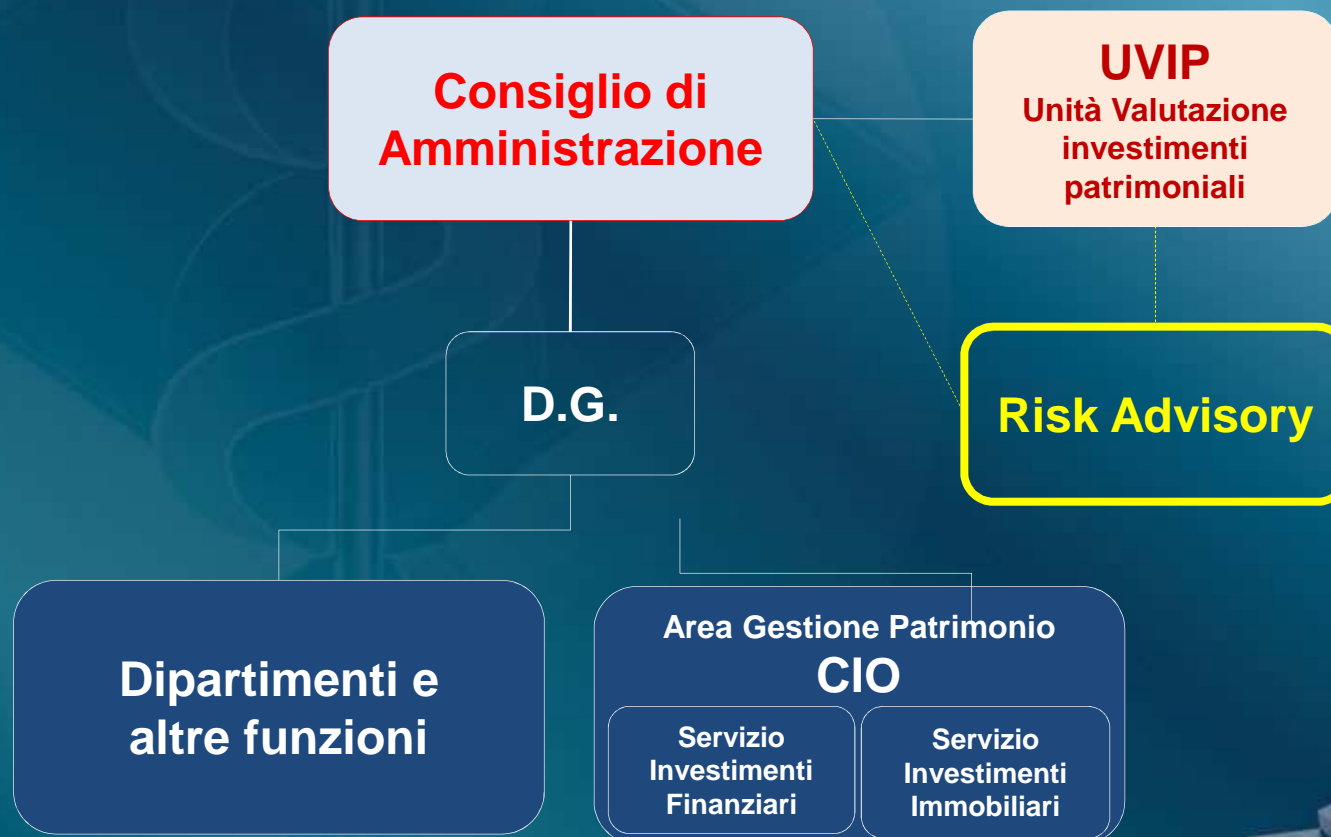 Consiglio di
Amministrazione
UVIP
Unità Valutazione
investimenti
patrimoniali
D.G.
Risk Advisory
Dipartimenti e
altre funzioni
Area Gestione Patrimonio
CIO
Servizio
Investimenti
Finanziari
Servizio
Investimenti
Immobiliari